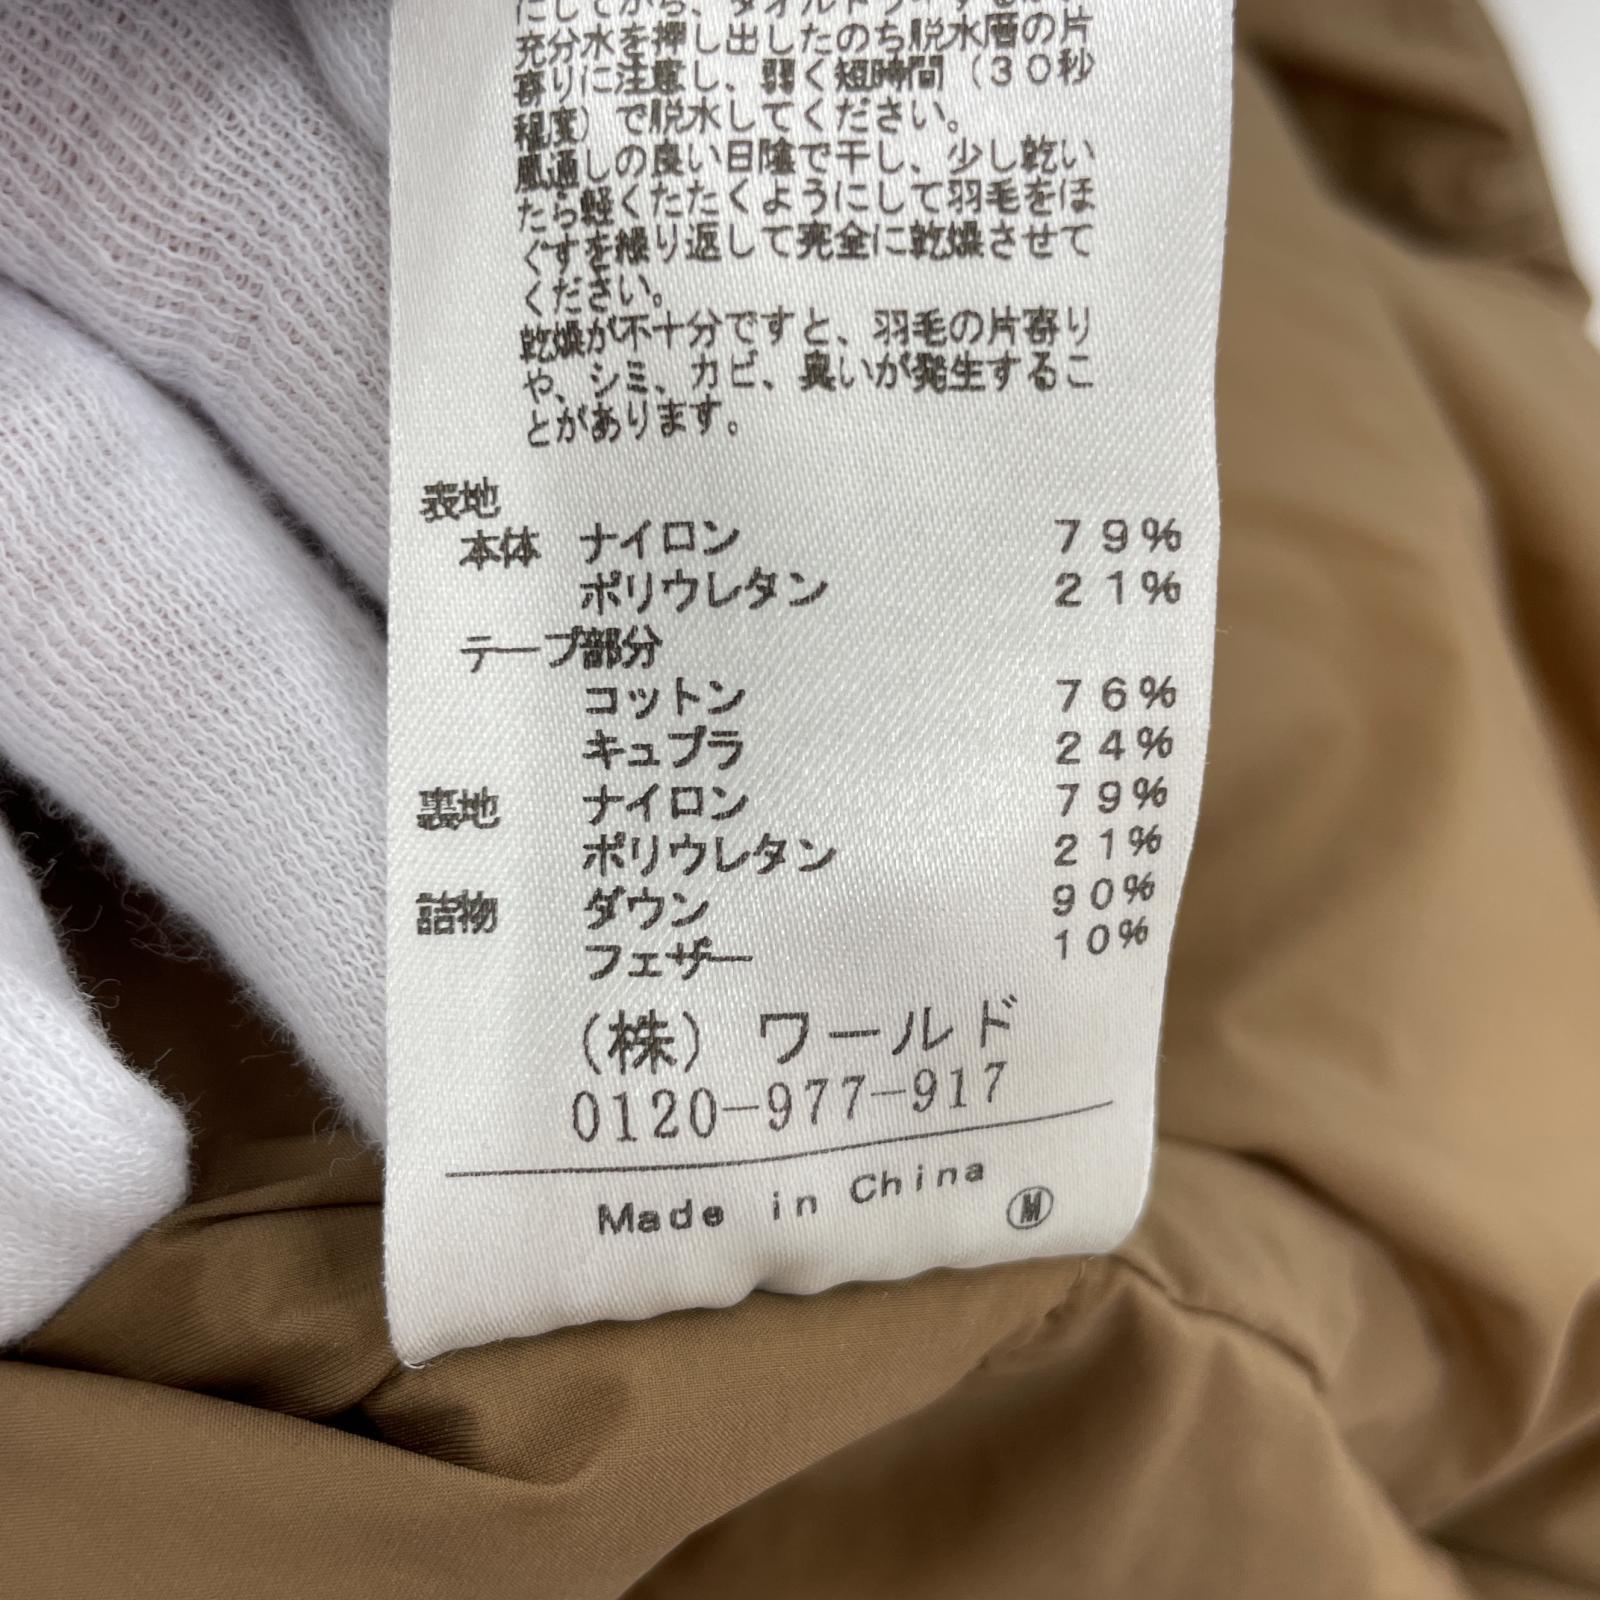 充分水を押し出したのち脱水層の片
寄りに注意し、弱く短時間（３０秒
程度）で脱水してください。
風通しの良い日陰で干し、少し乾い
たら軽くたたくようにして羽毛をほ
ぐすを繰り返して完全に乾燥させて
ください。
乾燥が不十分ですと、羽毛の片寄り
や、シミ、カビ、臭いが発生するこ
とがあります。
表地
本体 ナイロン ７９％
ポリウレタン ２１％
テープ部分
コットン ７６％
キュプラ ２４％
裏地 ナイロン ７９％
ポリウレタン ２１％
詰物 ダウン ９０％
フェザー １０％
（株） ワールド
0120-977-917
Made in China
Ⓜ